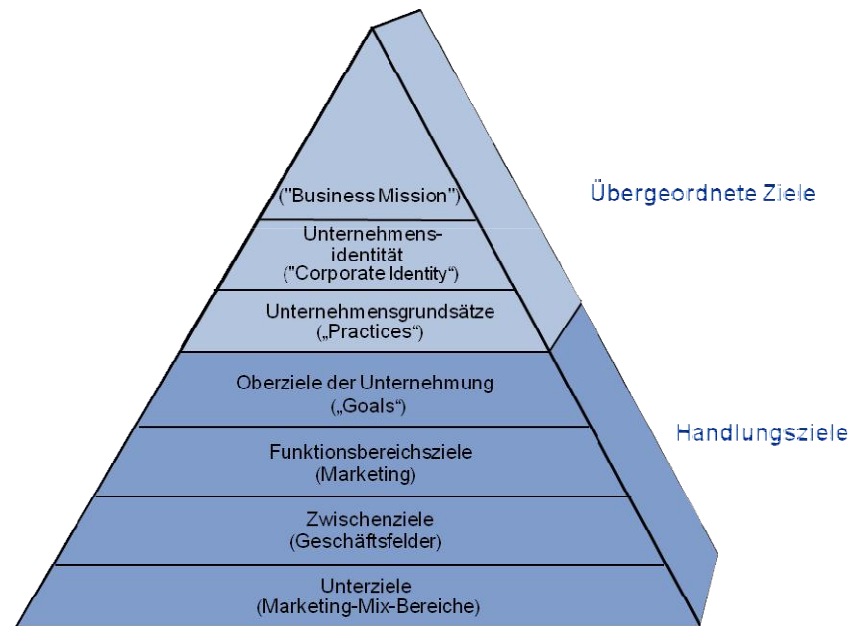 ("Business Mission")
Übergeordnete Ziele
Unternehmens-
identität
("Corporate Identity“)
Unternehmensgrundsätze
(„Practices“)
Oberziele der Unternehmung
(„Goals“)
Handlungsziele
Funktionsbereichsziele
(Marketing)
Zwischenziele
(Geschäftsfelder)
Unterziele
(Marketing-Mix-Bereiche)